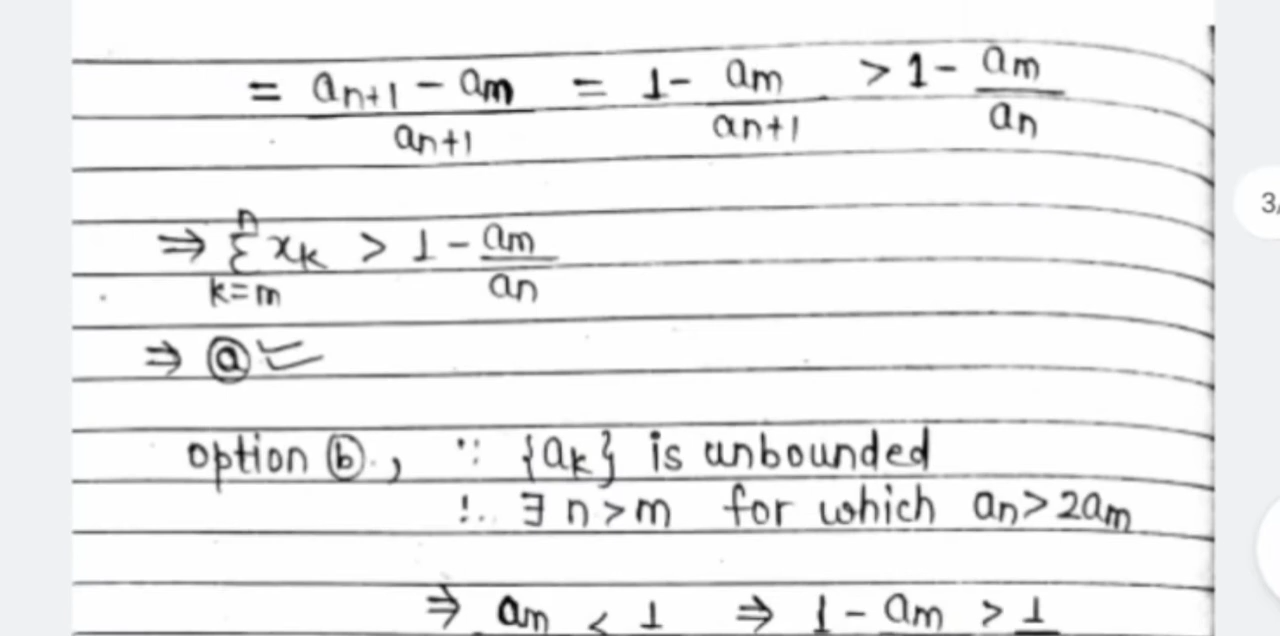 = (a_{n+1} - a_m)/a_{n+1} = 1 - a_m/a_{n+1} > 1 - a_m/a_n
3/
⇒ Σ_{k=m}^{n} x_k > 1 - a_m/a_n
⇒ ⓐ
option ⓑ, ∵ {a_k} is unbounded
∴ ∃ n > m for which a_n > 2a_m
⇒ a_m < 1 ⇒ 1 - a_m > 1